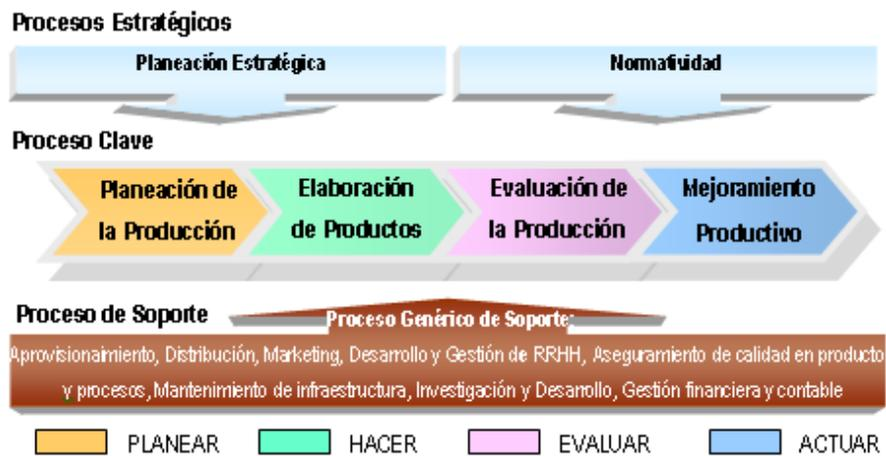 Procesos Estratégicos
Planeación Estratégica
Normatividad
Proceso Clave
Planeación de
la Producción
Elaboración
de Productos
Evaluación de
la Producción
Mejoramiento
Productivo
Proceso de Soporte
Proceso Genérico de Soporte:
Aprovisionamiento, Distribución, Marketing, Desarrollo y Gestión de RRHH, Aseguramiento de calidad en producto
y procesos, Mantenimiento de infraestructura, Investigación y Desarrollo, Gestión financiera y contable
PLANEAR
HACER
EVALUAR
ACTUAR